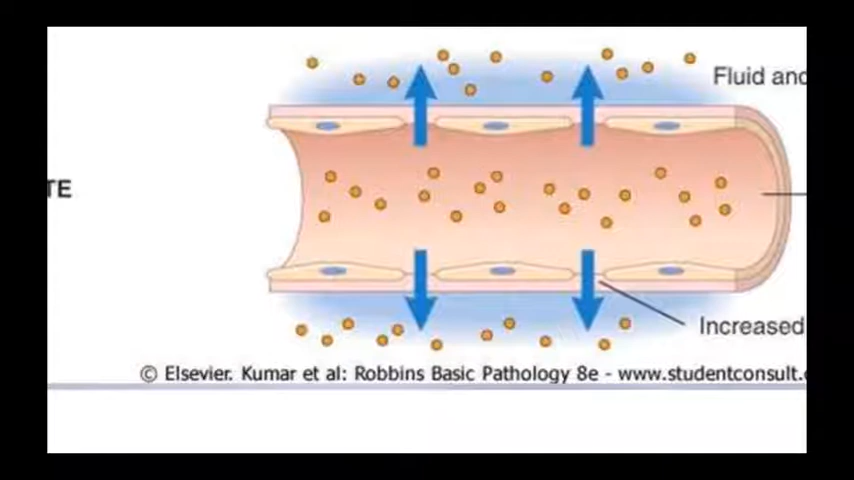 Fluid and
TE
Increased
© Elsevier. Kumar et al: Robbins Basic Pathology 8e - www.studentconsult.